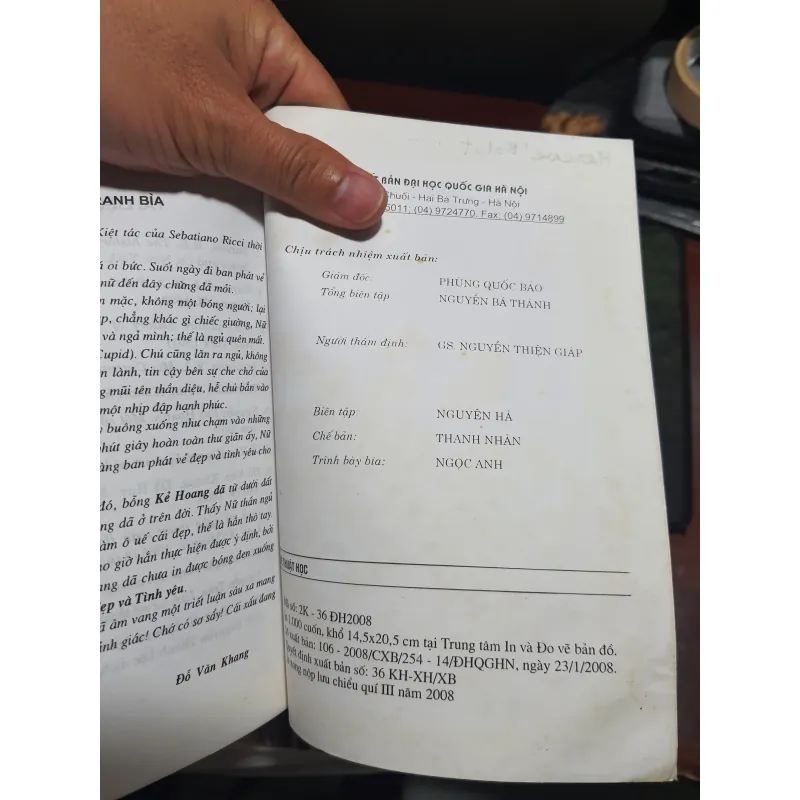 RANH BÌA
Kiệt tác của Sebatiano Ricci thời
oi bức. Suốt ngày đi ban phát vẻ
nữ đến đây chừng đã mỏi.
mặc, không một bóng người; lại
chẳng khác gì chiếc giường, Nữ
và ngả mình; thế là ngủ quên mất.
Cupid). Chú cũng lăn ra ngủ, không
lành, tin cậy bên sự che chở của
mũi tên thần diệu, hễ chú bắn vào
một nhịp đập hạnh phúc.
buông xuống như chạm vào những
phút giây hoàn toàn thư giãn ấy, Nữ
ban phát vẻ đẹp và tình yêu cho
đó, bỗng Kẻ Hoang dã từ dưới đất
dã ở trên đời. Thấy Nữ thần ngủ
àm ô uế cái đẹp, thế là hắn thò tay.
giờ hắn thực hiện được ý định, bởi
dã chưa in được bóng đen xuống
ẹp và Tình yêu.
âm vang một triết luận sâu xa mang
giác! Chớ có sơ sẩy! Cái xấu đang
Đỗ Văn Khang
BẢN ĐẠI HỌC QUỐC GIA HÀ NỘI
Chuối - Hai Bà Trưng - Hà Nội
5011; (04) 9724770. Fax: (04) 9714899
Chịu trách nhiệm xuất bản:
Giám đốc: PHÙNG QUỐC BẢO
Tổng biên tập NGUYỄN BÁ THÀNH
Người thẩm định: GS. NGUYỄN THIỆN GIÁP
Biên tập NGUYỄN HÀ
Chế bản: THANH NHÀN
Trình bày bìa: NGỌC ANH
THUẬT HỌC
Mã số: 2K - 36 ĐH2008
1.000 cuốn, khổ 14,5x20,5 cm tại Trung tâm In và Đo vẽ bản đồ.
xuất bản: 106 - 2008/CXB/254 - 14/ĐHQGHN, ngày 23/1/2008.
định xuất bản số: 36 KH-XH/XB
nộp lưu chiểu quí III năm 2008